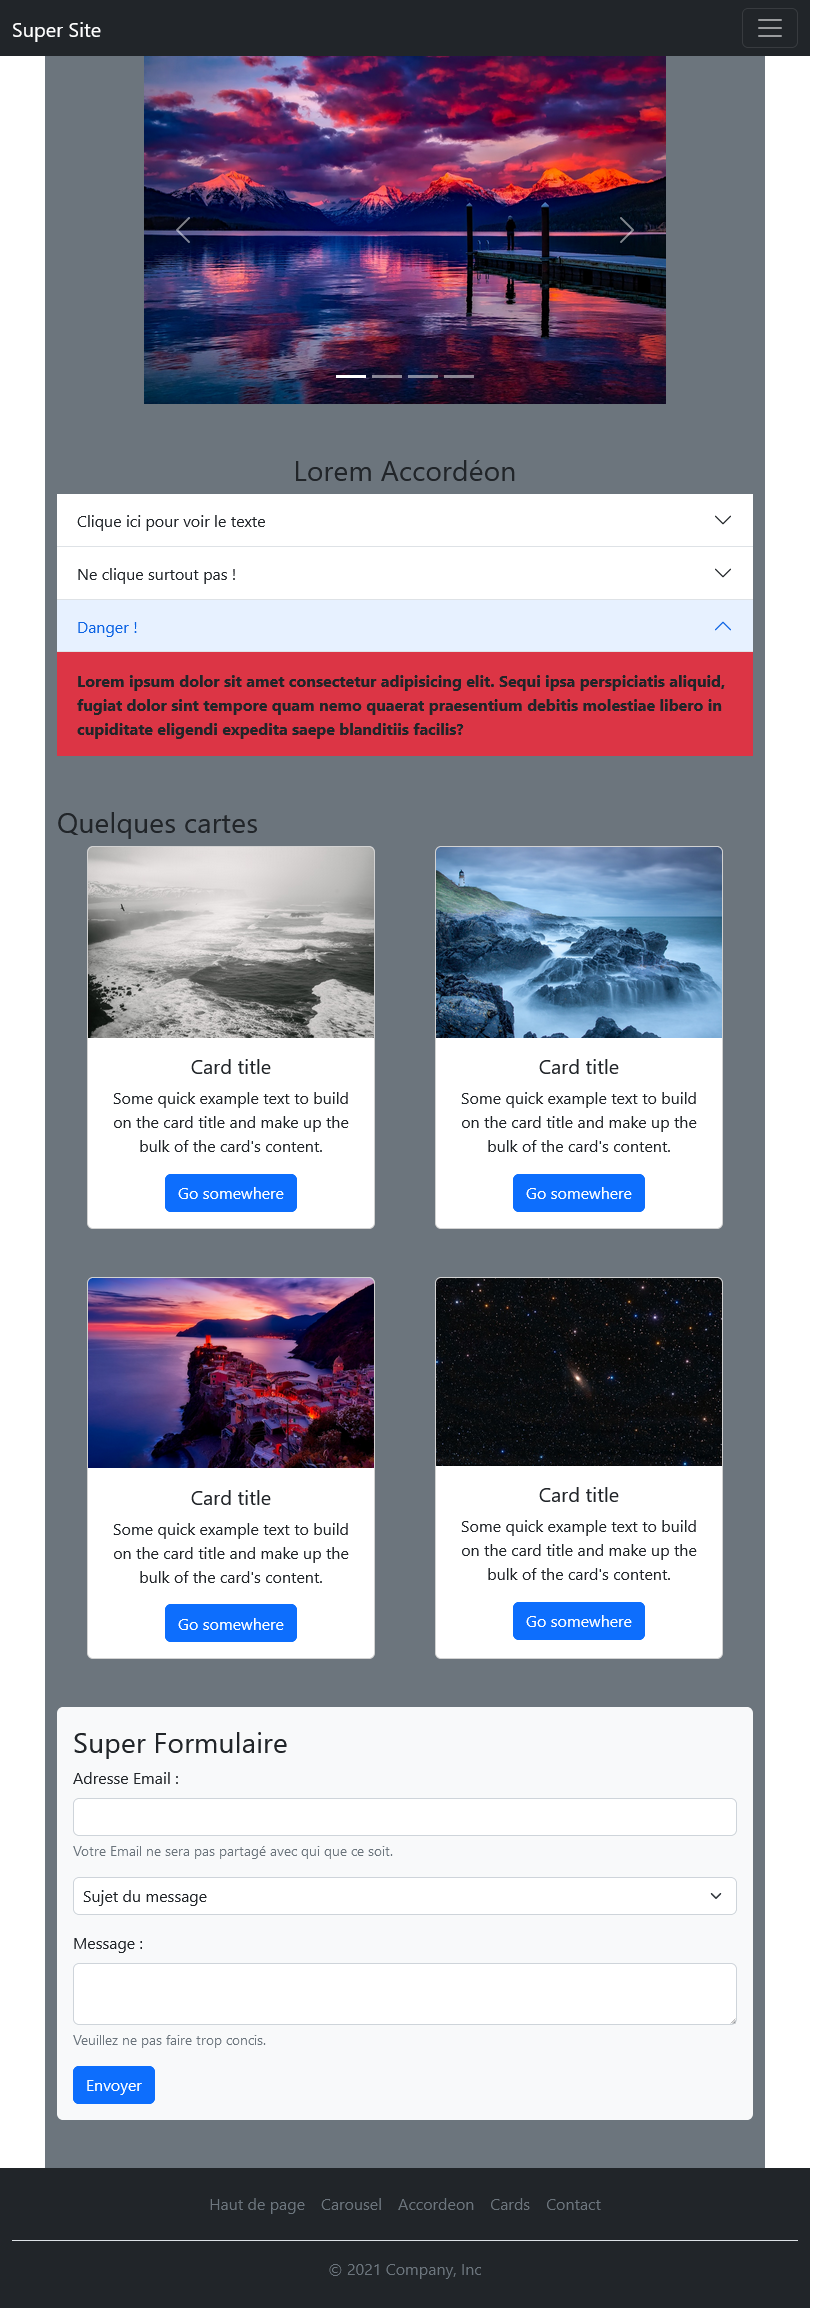 Super Site
Lorem Accordéon
Clique ici pour voir le texte
Ne clique surtout pas !
Danger !
Lorem ipsum dolor sit amet consectetur adipisicing elit. Sequi ipsa perspiciatis aliquid,
fugiat dolor sint tempore quam nemo quaerat praesentium debitis molestiae libero in
cupiditate eligendi expedita saepe blanditiis facilis?
Quelques cartes
Card title
Some quick example text to build
on the card title and make up the
bulk of the card's content.
Go somewhere
Card title
Some quick example text to build
on the card title and make up the
bulk of the card's content.
Go somewhere
Card title
Some quick example text to build
on the card title and make up the
bulk of the card's content.
Go somewhere
Card title
Some quick example text to build
on the card title and make up the
bulk of the card's content.
Go somewhere
Super Formulaire
Adresse Email :
Votre Email ne sera pas partagé avec qui que ce soit.
Sujet du message
Message :
Veuillez ne pas faire trop concis.
Envoyer
Haut de page Carousel Accordeon Cards Contact
© 2021 Company, Inc